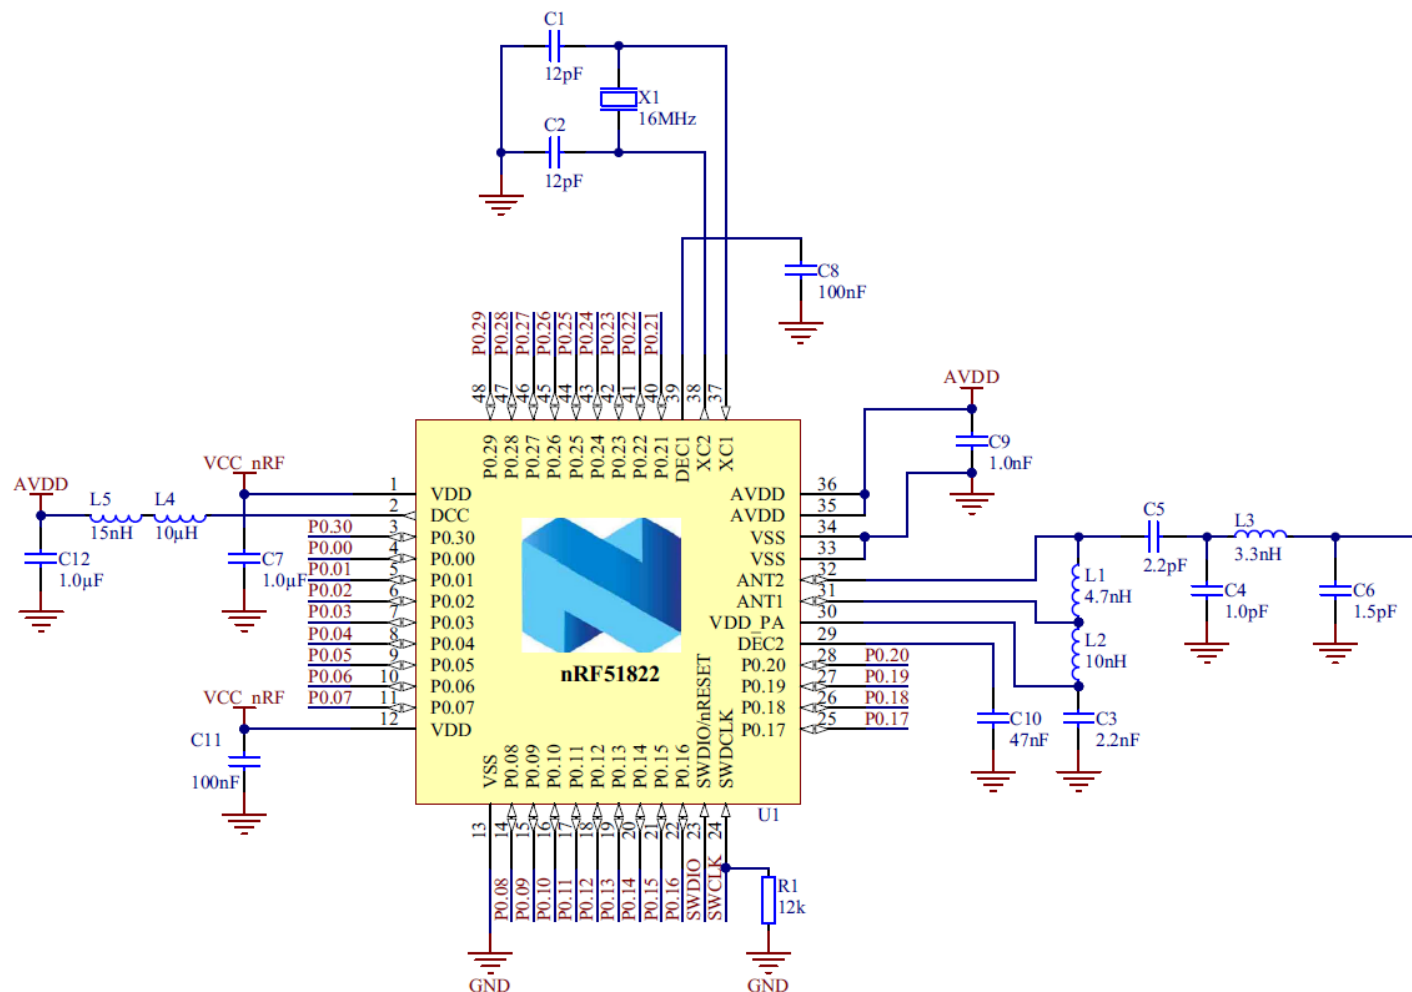 C1
12pF
X1
16MHz
C2
12pF
C8
100nF
P0.29
P0.28
P0.27
P0.26
P0.25
P0.24
P0.23
P0.22
P0.21
48
47
46
45
44
43
42
41
40
39
38
37
P0.29
P0.28
P0.27
P0.26
P0.25
P0.24
P0.23
P0.22
P0.21
DEC1
XC2
XC1
AVDD
C9
1.0nF
VCC_nRF
AVDD
L5
15nH
L4
10µH
C12
1.0µF
C7
1.0µF
1 VDD
2 DCC
P0.30 3 P0.30
P0.00 4 P0.00
P0.01 5 P0.01
P0.02 6 P0.02
P0.03 7 P0.03
P0.04 8 P0.04
P0.05 9 P0.05
P0.06 10 P0.06
P0.07 11 P0.07
12 VDD
VCC_nRF
C11
100nF
nRF51822
AVDD 36
AVDD 35
VSS 34
VSS 33
ANT2 32
ANT1 31
VDD_PA 30
DEC2 29
P0.20 28 P0.20
P0.19 27 P0.19
P0.18 26 P0.18
P0.17 25 P0.17
C5
2.2pF
L3
3.3nH
L1
4.7nH
C4
1.0pF
C6
1.5pF
L2
10nH
C10
47nF
C3
2.2nF
VSS
P0.08
P0.09
P0.10
P0.11
P0.12
P0.13
P0.14
P0.15
P0.16
SWDIO/nRESET
SWDCLK
U1
13
14
15
16
17
18
19
20
21
22
23
24
P0.08
P0.09
P0.10
P0.11
P0.12
P0.13
P0.14
P0.15
P0.16
SWDIO
SWCLK
R1
12k
GND
GND